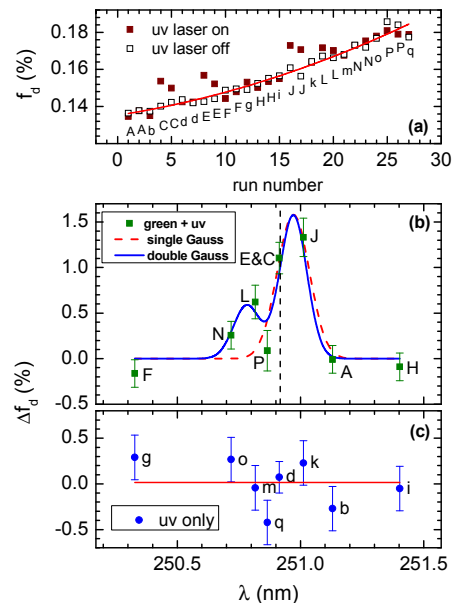 f_d (%)
0.18
0.16
0.14
uv laser on
uv laser off
A A b C C d d E E F F g H H i J J k L L m N N o P P q
(a)
0 5 10 15 20 25 30
run number
Δf_d (%)
1.5
1.0
0.5
0.0
-0.5
green + uv
single Gauss
double Gauss
(b)
E&C
J
L
N
P
A
F
H
0.5
0.0
-0.5
(c)
g
o
m
d
k
q
b
i
uv only
250.5 251.0 251.5
λ (nm)